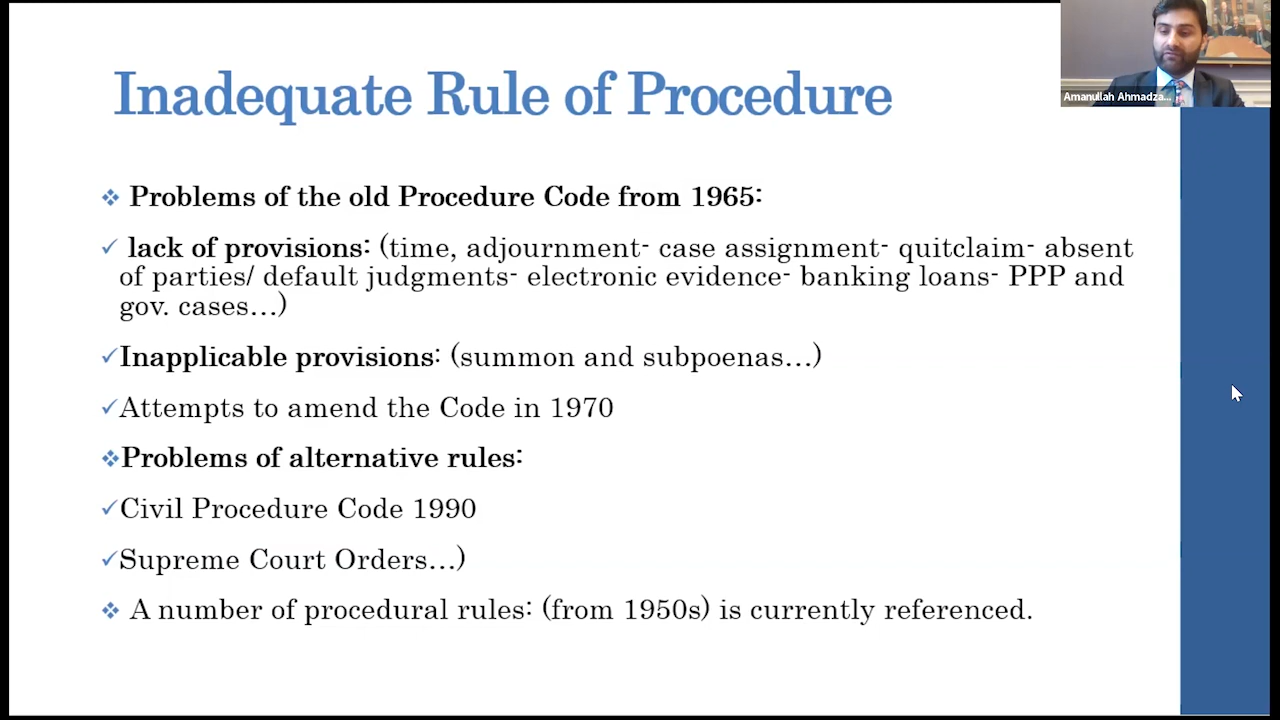 Inadequate Rule of Procedure
Amanullah Ahmadza...
❖ Problems of the old Procedure Code from 1965:
✓ lack of provisions: (time, adjournment- case assignment- quitclaim- absent
of parties/ default judgments- electronic evidence- banking loans- PPP and
gov. cases...)
✓Inapplicable provisions: (summon and subpoenas...)
✓Attempts to amend the Code in 1970
❖Problems of alternative rules:
✓Civil Procedure Code 1990
✓Supreme Court Orders...)
❖ A number of procedural rules: (from 1950s) is currently referenced.